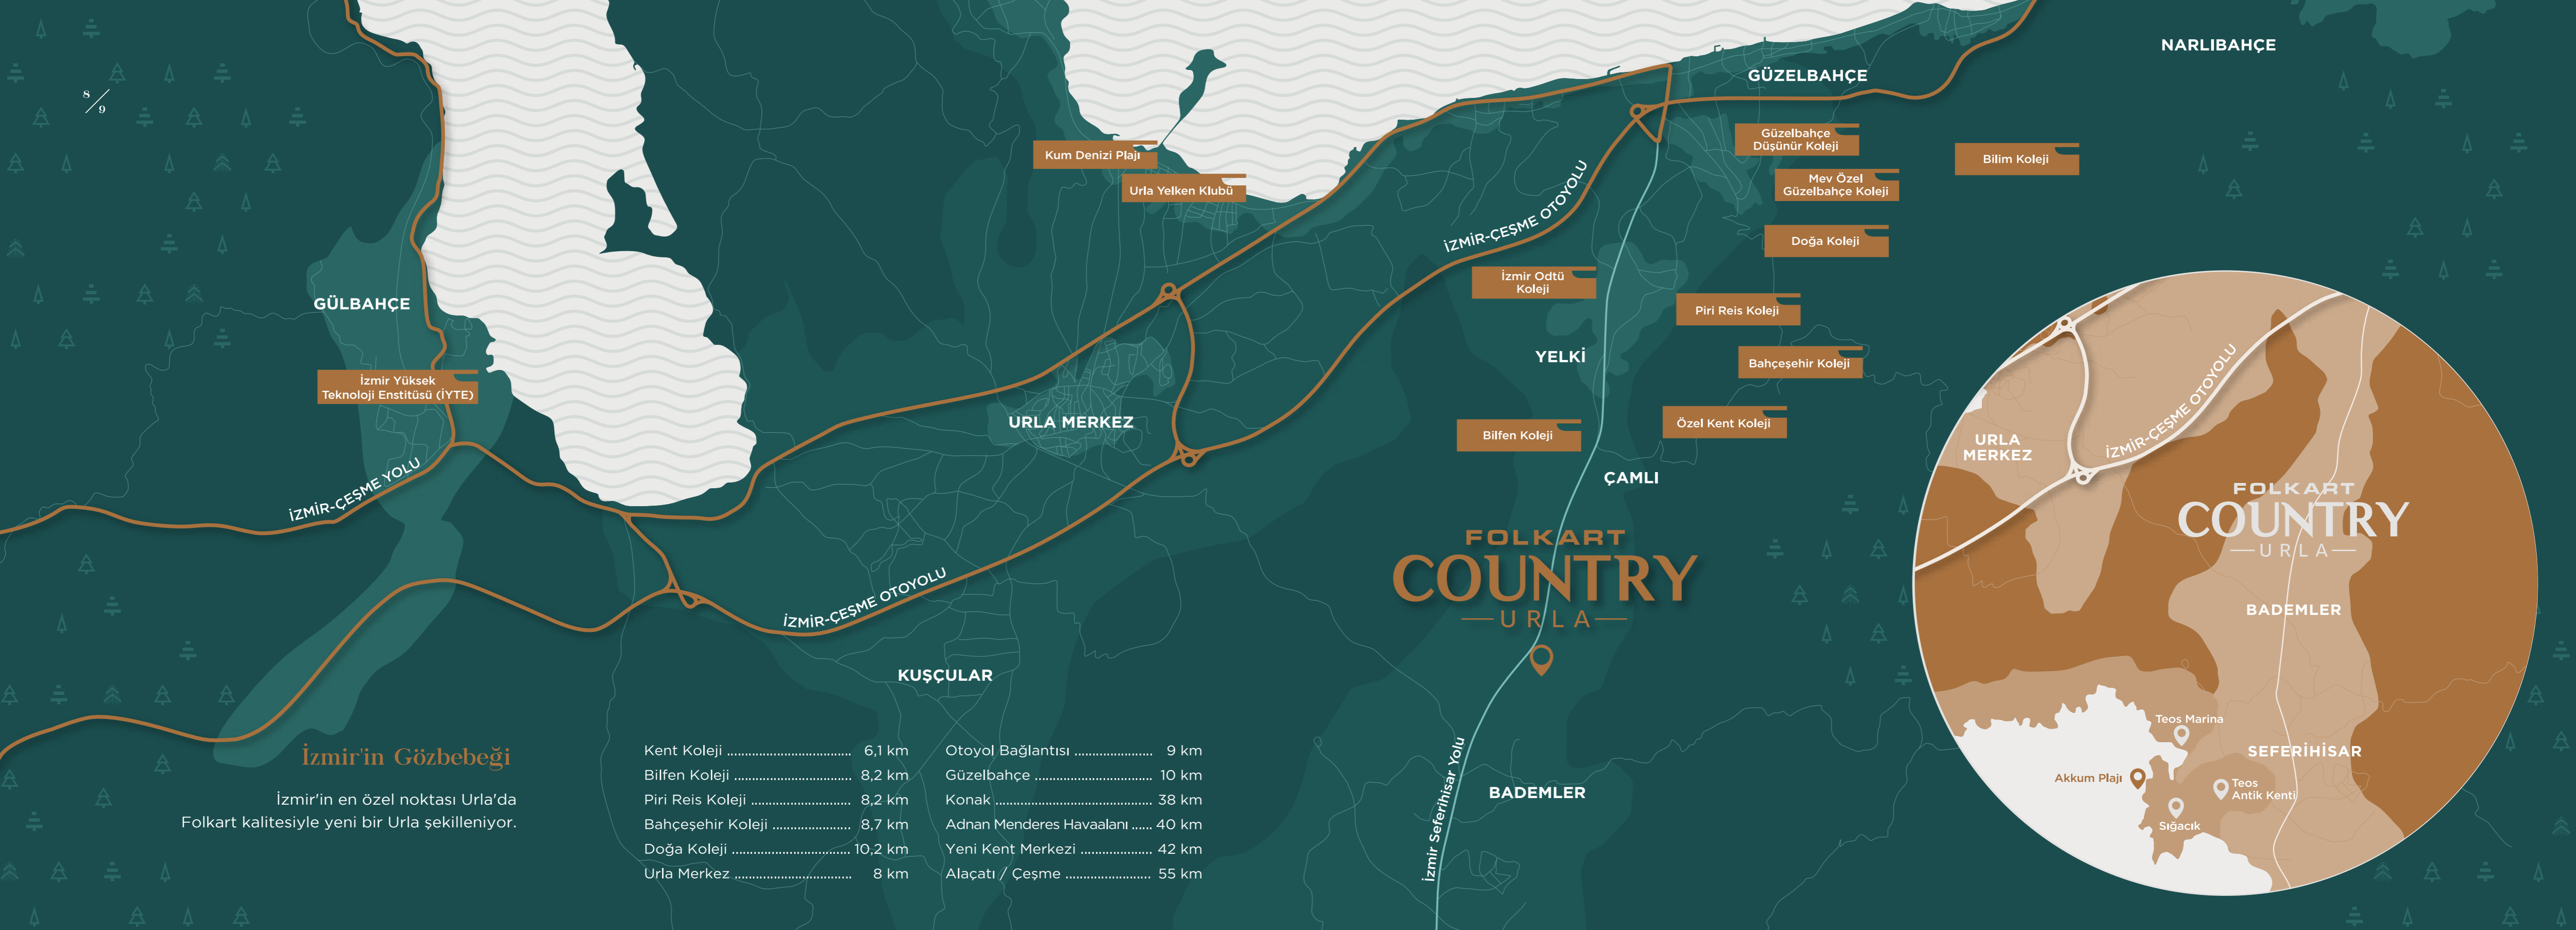 8
9
NARLIBAHÇE
GÜZELBAHÇE
Güzelbahçe
Düşünür Koleji
Bilim Koleji
Kum Denizi Plajı
Urla Yelken Klubü
Mev Özel
Güzelbahçe Koleji
İZMİR-ÇEŞME OTOYOLU
Doğa Koleji
İzmir Odtü
Koleji
Piri Reis Koleji
GÜLBAHÇE
YELKİ
Bahçeşehir Koleji
İzmir Yüksek
Teknoloji Enstitüsü (İYTE)
URLA MERKEZ
Bilfen Koleji
Özel Kent Koleji
İZMİR-ÇEŞME YOLU
ÇAMLI
FOLKART
COUNTRY
URLA
İZMİR-ÇEŞME OTOYOLU
KUŞÇULAR
BADEMLER
İzmir Seferihisar Yolu
İzmir'in Gözbebeği
İzmir'in en özel noktası Urla'da
Folkart kalitesiyle yeni bir Urla şekilleniyor.
Kent Koleji .................................. 6,1 km
Bilfen Koleji ................................ 8,2 km
Piri Reis Koleji ........................... 8,2 km
Bahçeşehir Koleji ..................... 8,7 km
Doğa Koleji ................................ 10,2 km
Urla Merkez ................................ 8 km
Otoyol Bağlantısı ..................... 9 km
Güzelbahçe ................................ 10 km
Konak ........................................... 38 km
Adnan Menderes Havaalanı ...... 40 km
Yeni Kent Merkezi ................... 42 km
Alaçatı / Çeşme ....................... 55 km
İZMİR-ÇEŞME OTOYOLU
URLA
MERKEZ
FOLKART
COUNTRY
URLA
BADEMLER
Teos Marina
SEFERİHİSAR
Akkum Plajı
Teos
Antik Kenti
Sığacık